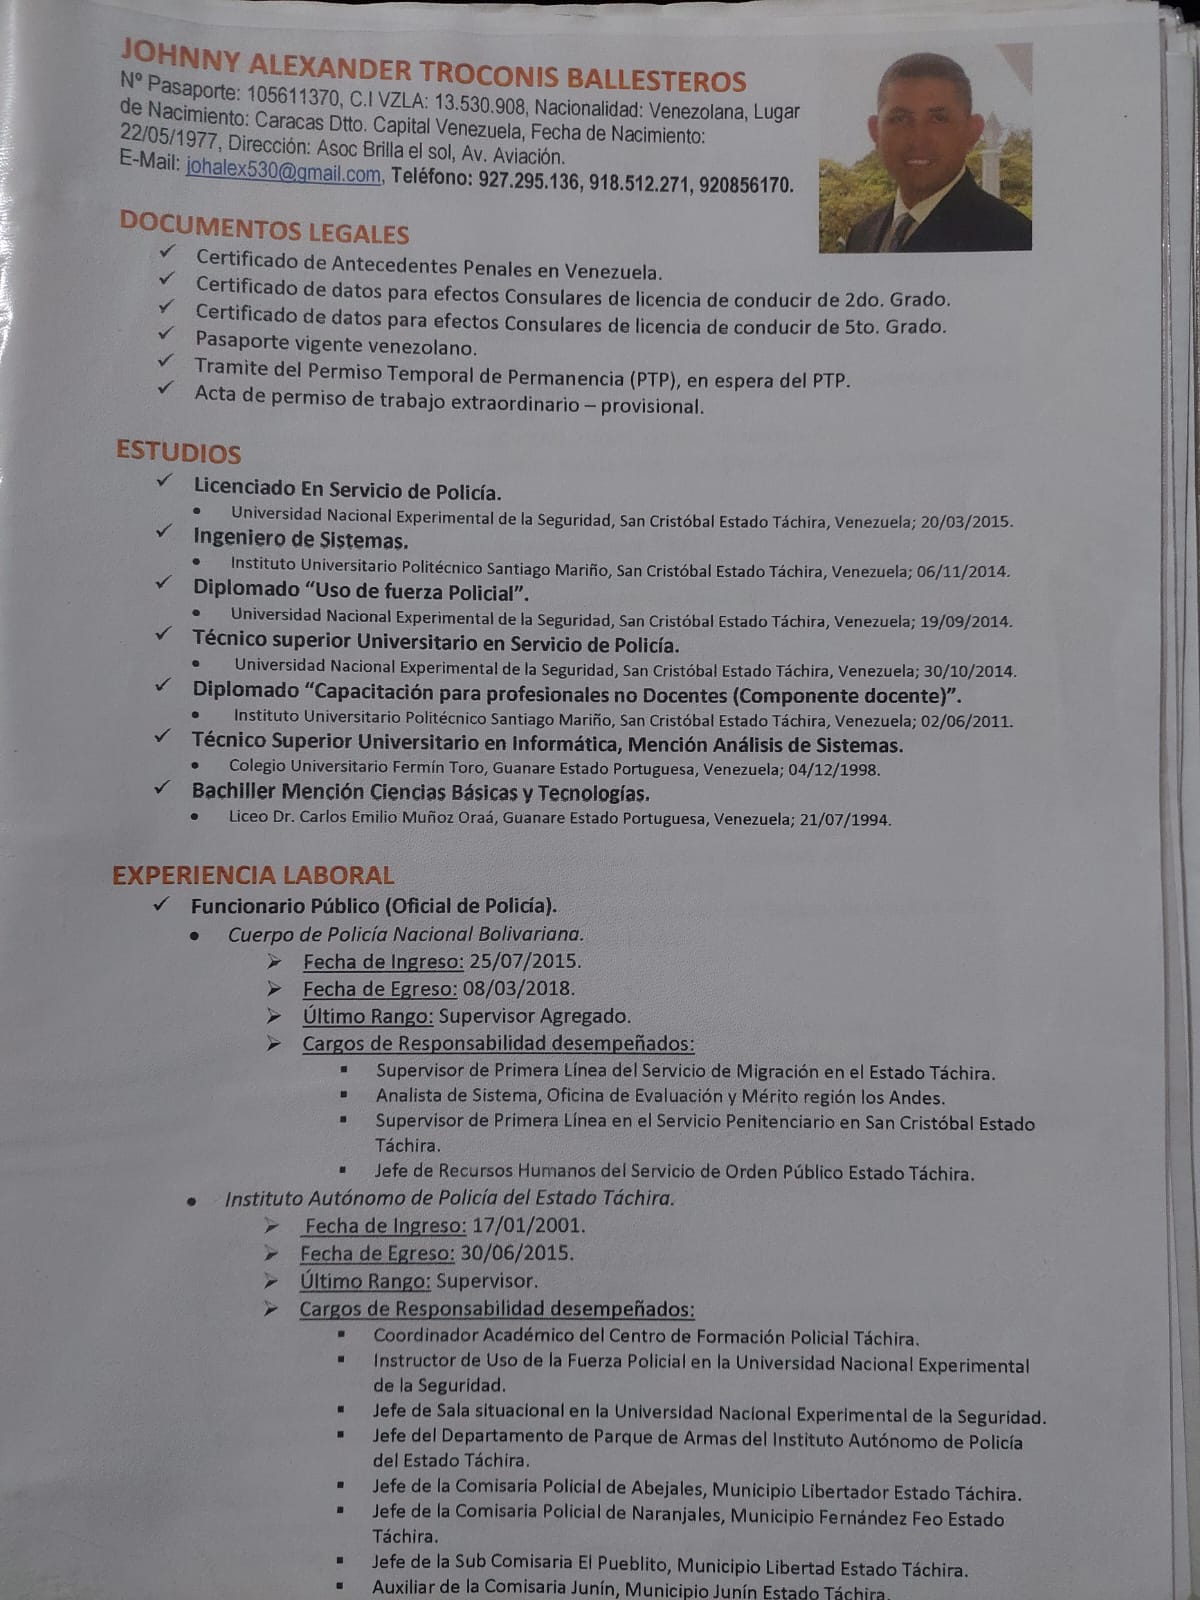 JOHNNY ALEXANDER TROCONIS BALLESTEROS
Nº Pasaporte: 105611370, C.I VZLA: 13.530.908, Nacionalidad: Venezolana, Lugar
de Nacimiento: Caracas Dtto. Capital Venezuela, Fecha de Nacimiento:
22/05/1977, Dirección: Asoc Brilla el sol, Av. Aviación.
E-Mail: johalex530@gmail.com, Teléfono: 927.295.136, 918.512.271, 920856170.
DOCUMENTOS LEGALES
✓ Certificado de Antecedentes Penales en Venezuela.
✓ Certificado de datos para efectos Consulares de licencia de conducir de 2do. Grado.
✓ Certificado de datos para efectos Consulares de licencia de conducir de 5to. Grado.
✓ Pasaporte vigente venezolano.
✓ Tramite del Permiso Temporal de Permanencia (PTP), en espera del PTP.
✓ Acta de permiso de trabajo extraordinario – provisional.
ESTUDIOS
✓ Licenciado En Servicio de Policía.
• Universidad Nacional Experimental de la Seguridad, San Cristóbal Estado Táchira, Venezuela; 20/03/2015.
✓ Ingeniero de Sistemas.
• Instituto Universitario Politécnico Santiago Mariño, San Cristóbal Estado Táchira, Venezuela; 06/11/2014.
✓ Diplomado “Uso de fuerza Policial”.
• Universidad Nacional Experimental de la Seguridad, San Cristóbal Estado Táchira, Venezuela; 19/09/2014.
✓ Técnico superior Universitario en Servicio de Policía.
• Universidad Nacional Experimental de la Seguridad, San Cristóbal Estado Táchira, Venezuela; 30/10/2014.
✓ Diplomado “Capacitación para profesionales no Docentes (Componente docente)”.
• Instituto Universitario Politécnico Santiago Mariño, San Cristóbal Estado Táchira, Venezuela; 02/06/2011.
✓ Técnico Superior Universitario en Informática, Mención Análisis de Sistemas.
• Colegio Universitario Fermín Toro, Guanare Estado Portuguesa, Venezuela; 04/12/1998.
✓ Bachiller Mención Ciencias Básicas y Tecnologías.
• Liceo Dr. Carlos Emilio Muñoz Oraá, Guanare Estado Portuguesa, Venezuela; 21/07/1994.
EXPERIENCIA LABORAL
✓ Funcionario Público (Oficial de Policía).
• Cuerpo de Policía Nacional Bolivariana.
➢ Fecha de Ingreso: 25/07/2015.
➢ Fecha de Egreso: 08/03/2018.
➢ Último Rango: Supervisor Agregado.
➢ Cargos de Responsabilidad desempeñados:
▪ Supervisor de Primera Línea del Servicio de Migración en el Estado Táchira.
▪ Analista de Sistema, Oficina de Evaluación y Mérito región los Andes.
▪ Supervisor de Primera Línea en el Servicio Penitenciario en San Cristóbal Estado
Táchira.
▪ Jefe de Recursos Humanos del Servicio de Orden Público Estado Táchira.
• Instituto Autónomo de Policía del Estado Táchira.
➢ Fecha de Ingreso: 17/01/2001.
➢ Fecha de Egreso: 30/06/2015.
➢ Último Rango: Supervisor.
➢ Cargos de Responsabilidad desempeñados:
▪ Coordinador Académico del Centro de Formación Policial Táchira.
▪ Instructor de Uso de la Fuerza Policial en la Universidad Nacional Experimental
de la Seguridad.
▪ Jefe de Sala situacional en la Universidad Nacional Experimental de la Seguridad.
▪ Jefe del Departamento de Parque de Armas del Instituto Autónomo de Policía
del Estado Táchira.
▪ Jefe de la Comisaria Policial de Abejales, Municipio Libertador Estado Táchira.
▪ Jefe de la Comisaria Policial de Naranjales, Municipio Fernández Feo Estado
Táchira.
▪ Jefe de la Sub Comisaria El Pueblito, Municipio Libertad Estado Táchira.
▪ Auxiliar de la Comisaria Junín, Municipio Junín Estado Táchira.